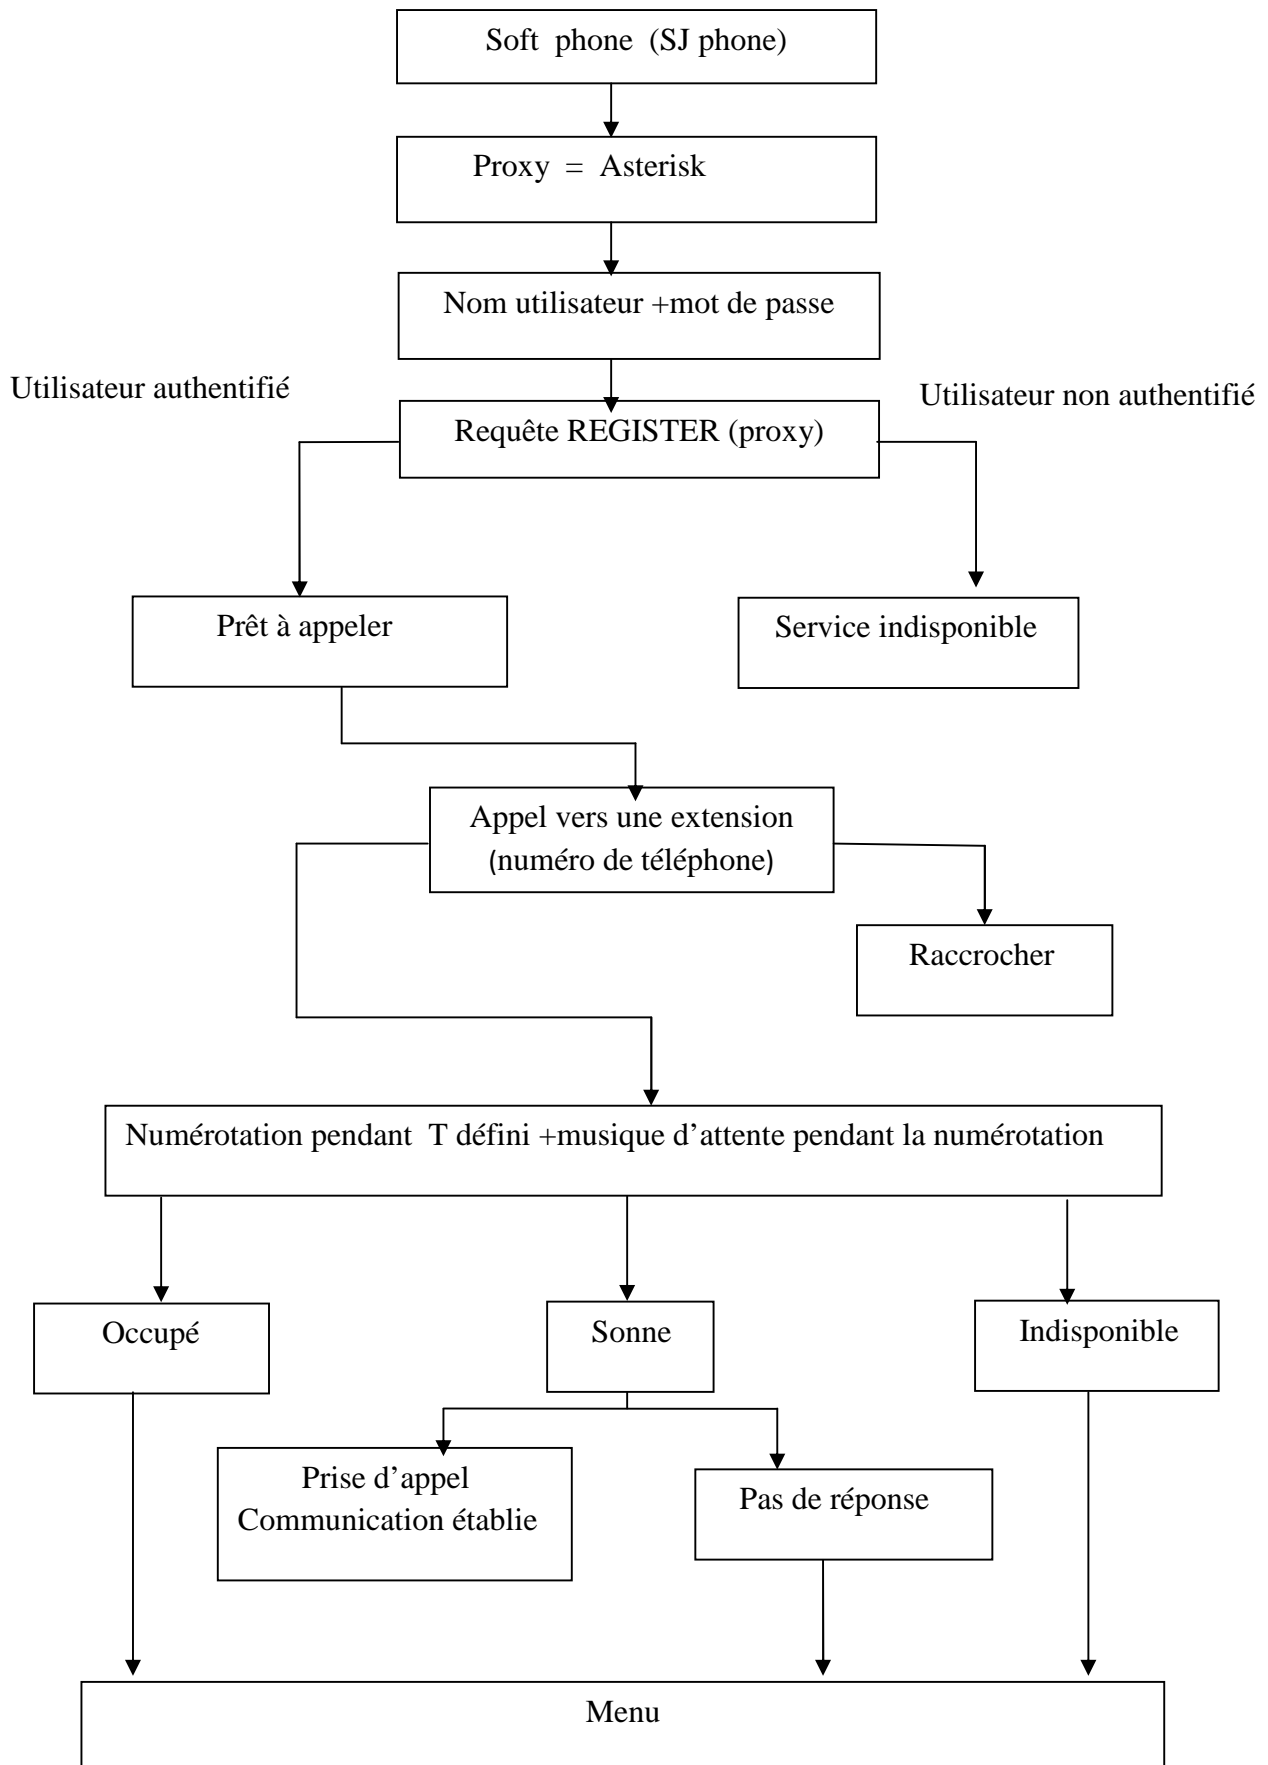 Soft phone (SJ phone)
Proxy = Asterisk
Nom utilisateur +mot de passe
Utilisateur authentifié
Utilisateur non authentifié
Requête REGISTER (proxy)
Prêt à appeler
Service indisponible
Appel vers une extension
(numéro de téléphone)
Raccrocher
Numérotation pendant T défini +musique d’attente pendant la numérotation
Occupé
Sonne
Indisponible
Prise d’appel
Communication établie
Pas de réponse
Menu